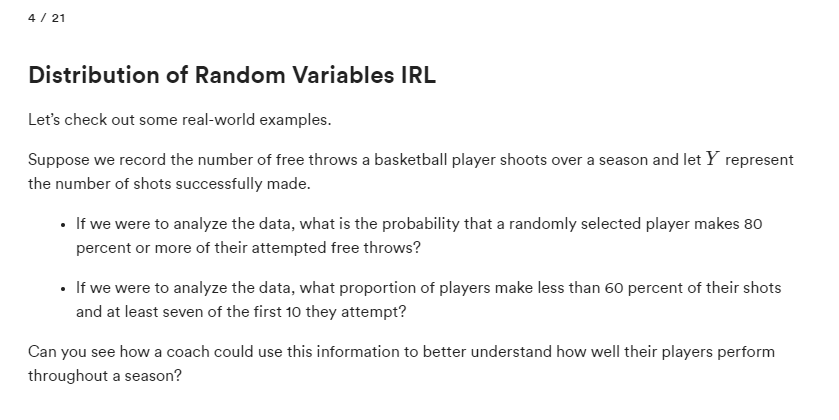 4 / 21
Distribution of Random Variables IRL
Let's check out some real-world examples.
Suppose we record the number of free throws a basketball player shoots over a season and let Y represent
the number of shots successfully made.
• If we were to analyze the data, what is the probability that a randomly selected player makes 80
percent or more of their attempted free throws?
• If we were to analyze the data, what proportion of players make less than 60 percent of their shots
and at least seven of the first 10 they attempt?
Can you see how a coach could use this information to better understand how well their players perform
throughout a season?